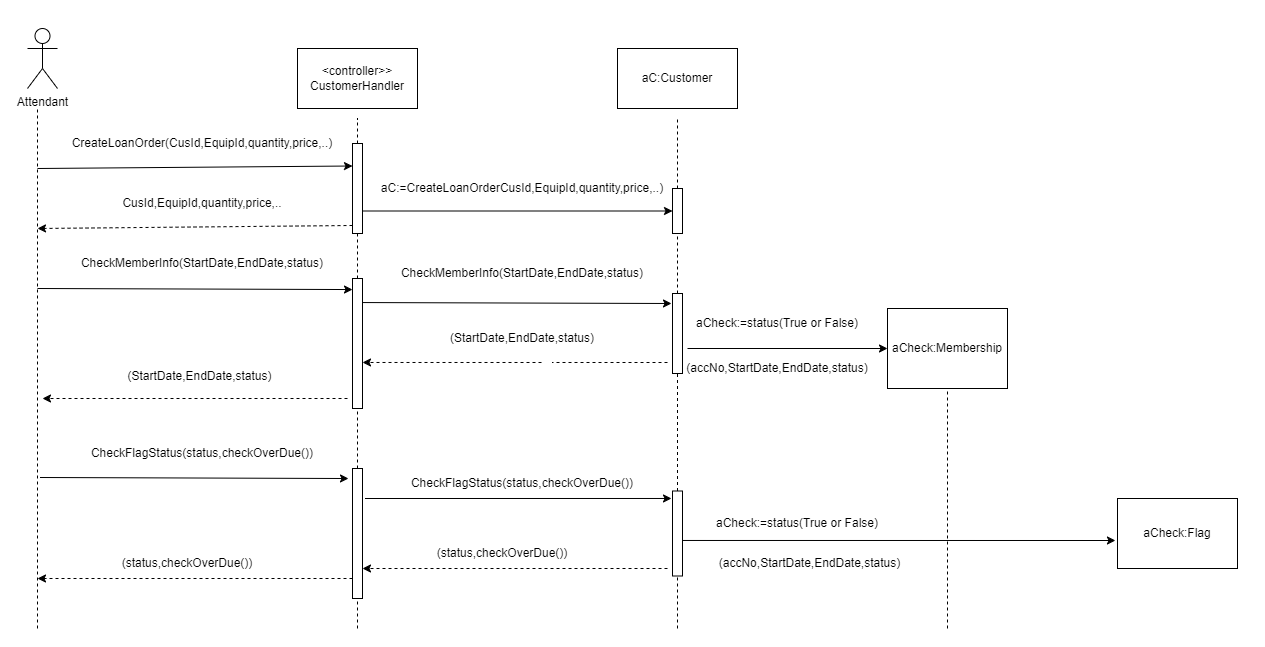 Attendant
<controller>>
CustomerHandler
aC:Customer
CreateLoanOrder(CusId,EquipId,quantity,price,..)
aC:=CreateLoanOrderCusId,EquipId,quantity,price,..)
CusId,EquipId,quantity,price,..
CheckMemberInfo(StartDate,EndDate,status)
CheckMemberInfo(StartDate,EndDate,status)
aCheck:=status(True or False)
(StartDate,EndDate,status)
aCheck:Membership
(accNo,StartDate,EndDate,status)
(StartDate,EndDate,status)
CheckFlagStatus(status,checkOverDue())
CheckFlagStatus(status,checkOverDue())
aCheck:=status(True or False)
aCheck:Flag
(status,checkOverDue())
(status,checkOverDue())
(accNo,StartDate,EndDate,status)